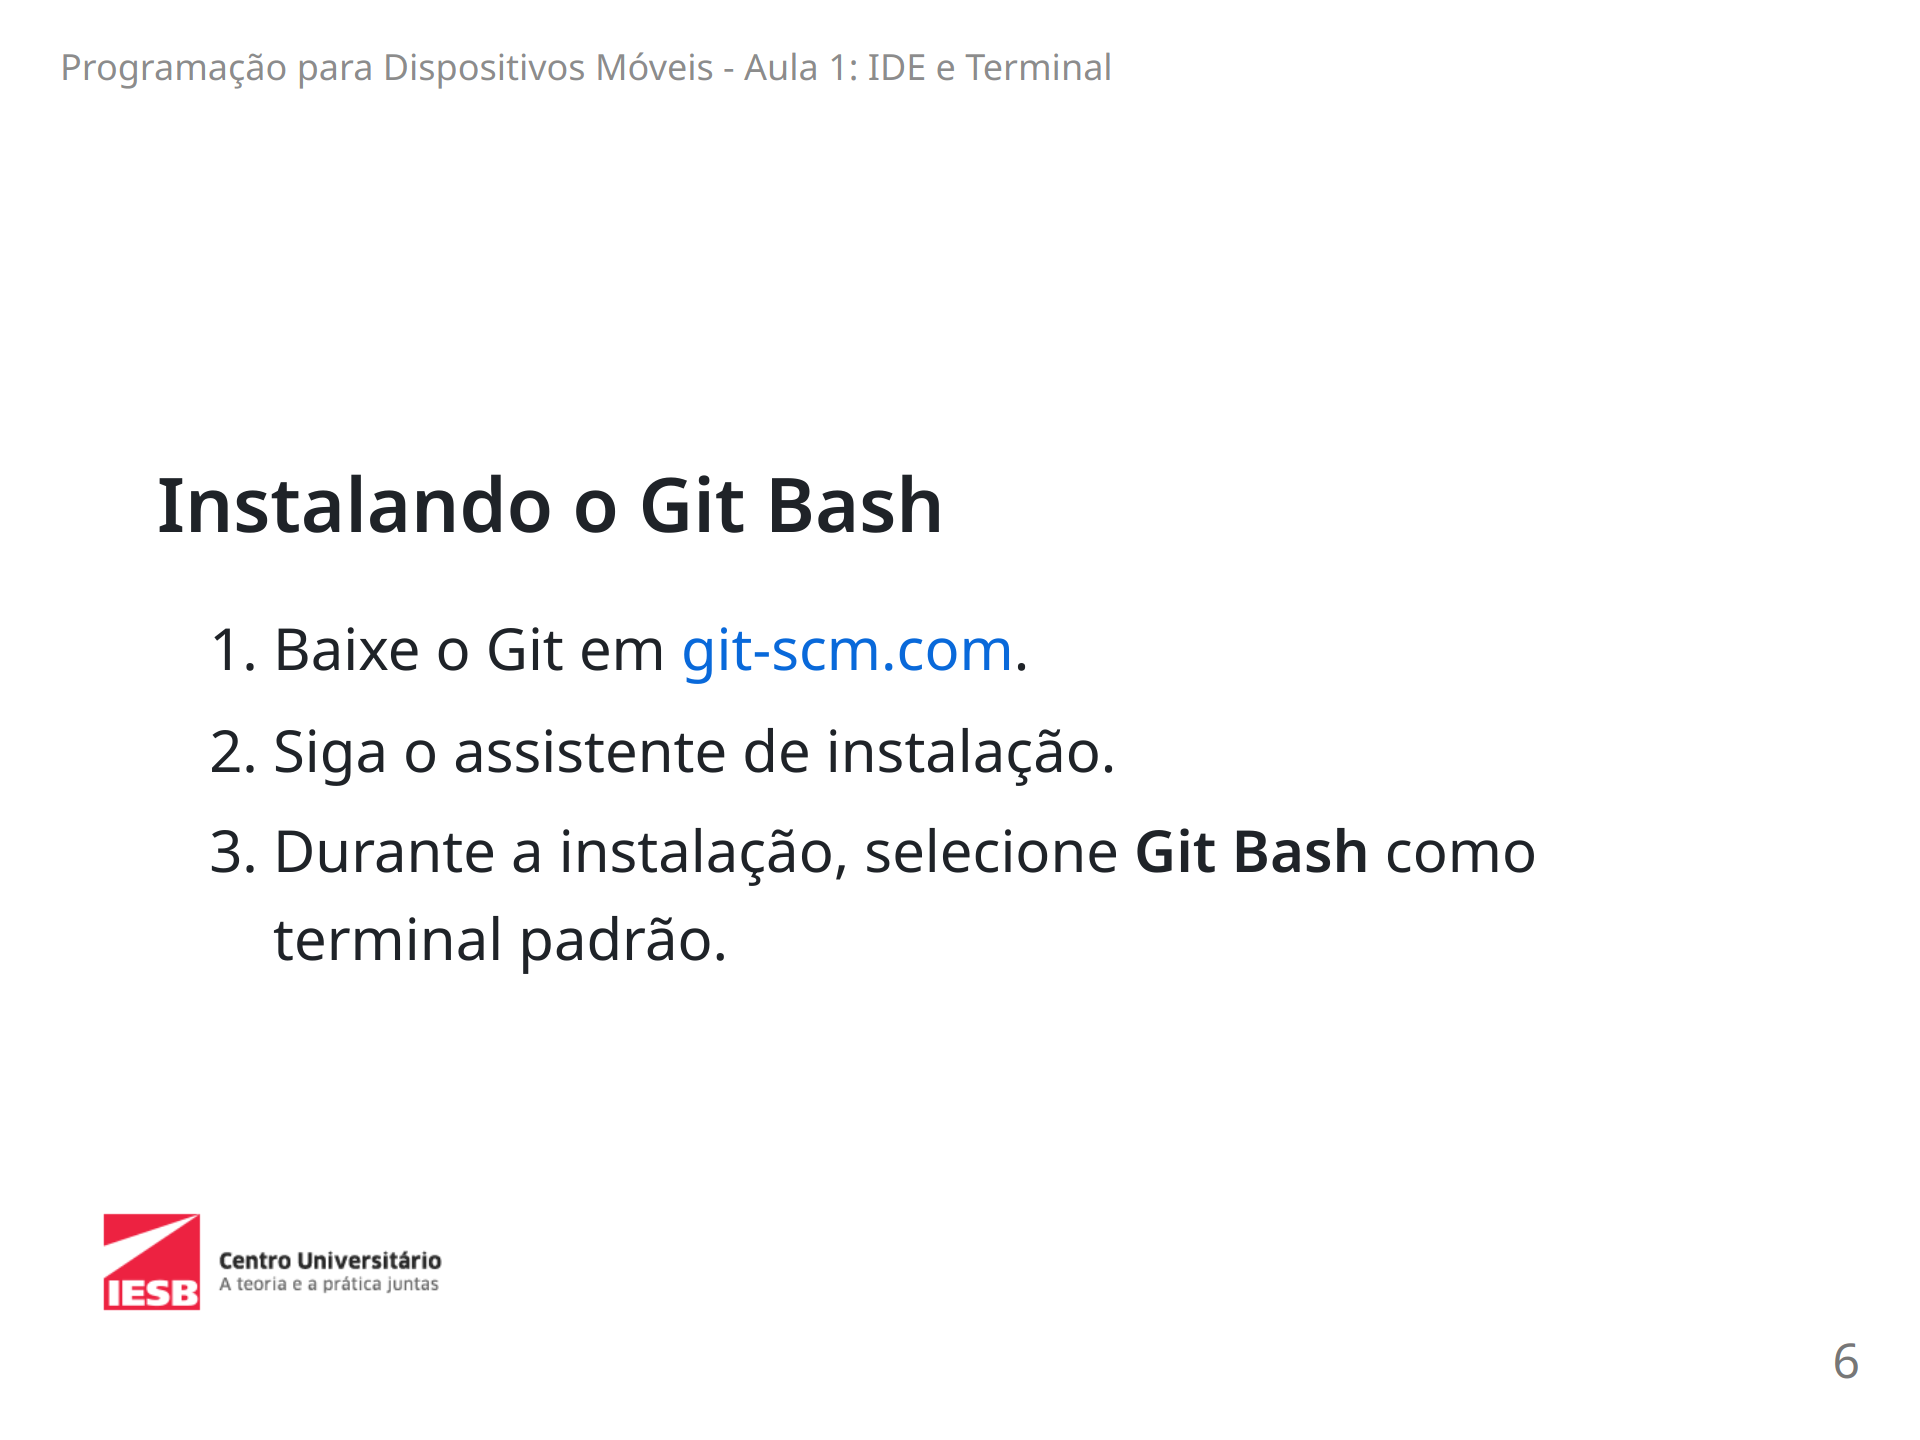 Programação para Dispositivos Móveis - Aula 1: IDE e Terminal
Instalando o Git Bash
1. Baixe o Git em git-scm.com.
2. Siga o assistente de instalação.
3. Durante a instalação, selecione Git Bash como
terminal padrão.
IESB
Centro Universitário
A teoria e a prática juntas
6